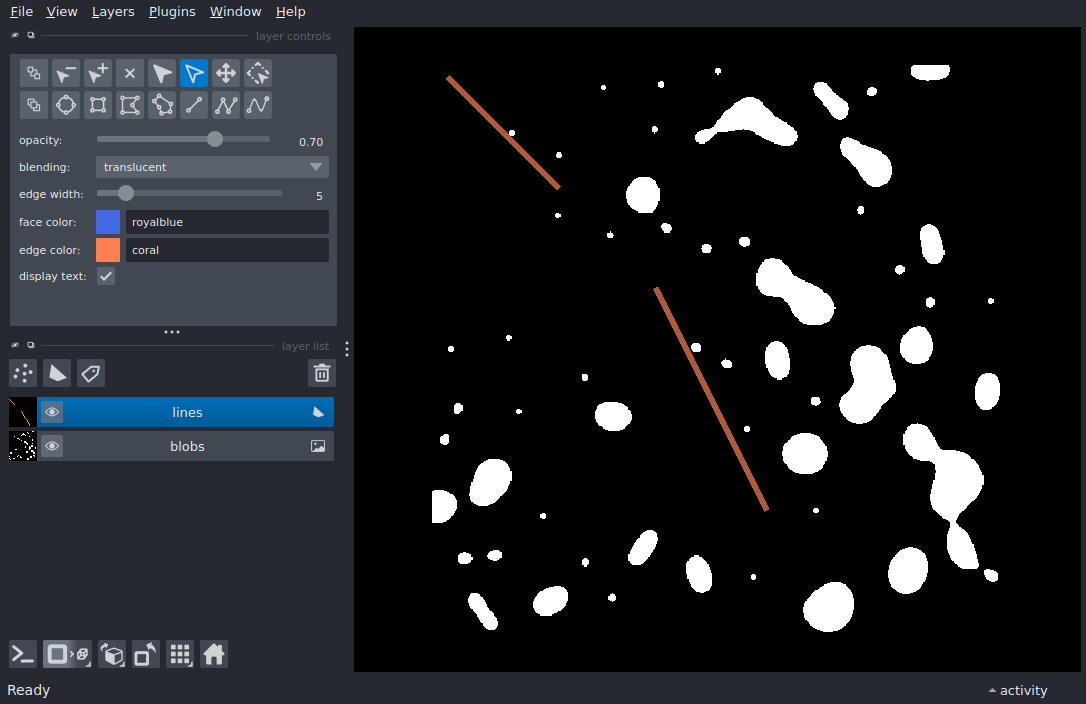 File View Layers Plugins Window Help
layer controls
opacity: 0.70
blending: translucent
edge width: 5
face color: royalblue
edge color: coral
display text:
layer list
lines
blobs
Ready
activity